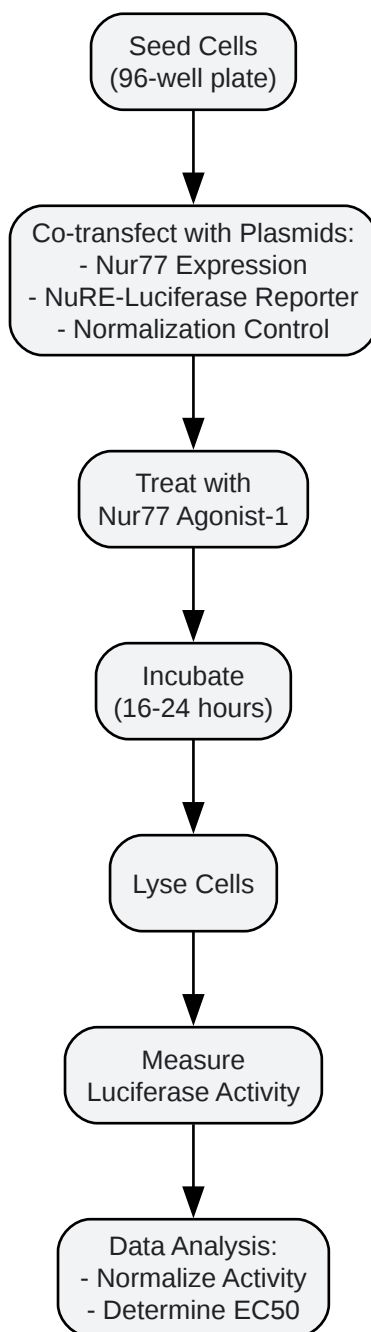 Seed Cells
(96-well plate)
Co-transfect with Plasmids:
- Nur77 Expression
- NuRE-Luciferase Reporter
- Normalization Control
Treat with
Nur77 Agonist-1
Incubate
(16-24 hours)
Lyse Cells
Measure
Luciferase Activity
Data Analysis:
- Normalize Activity
- Determine EC50